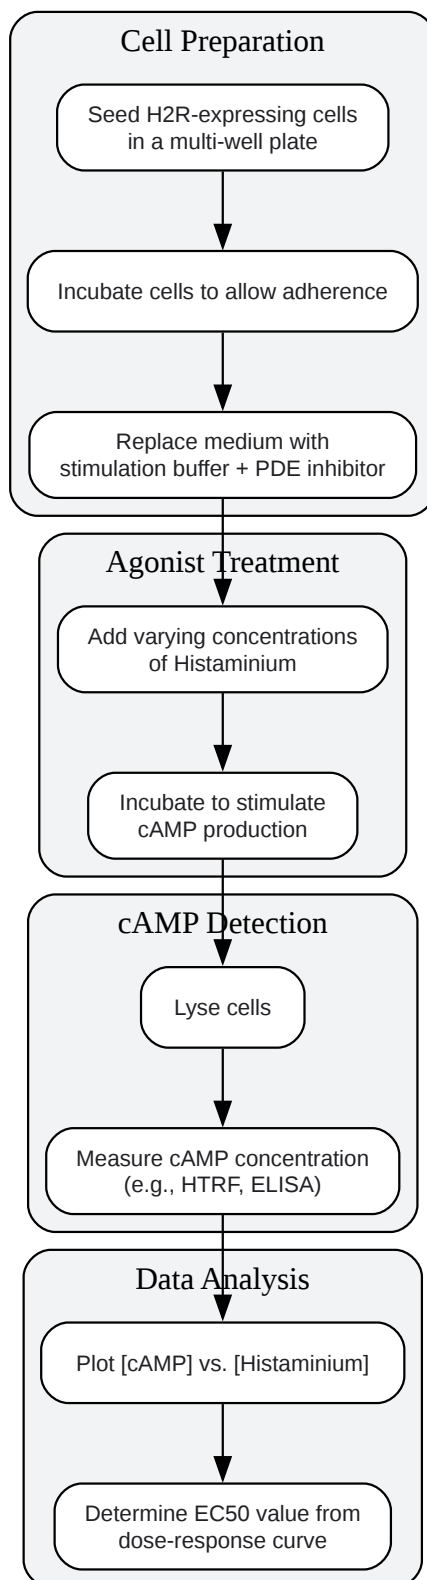 Cell Preparation
Seed H2R-expressing cells
in a multi-well plate
Incubate cells to allow adherence
Replace medium with
stimulation buffer + PDE inhibitor
Agonist Treatment
Add varying concentrations
of Histaminium
Incubate to stimulate
cAMP production
cAMP Detection
Lyse cells
Measure cAMP concentration
(e.g., HTRF, ELISA)
Data Analysis
Plot [cAMP] vs. [Histaminium]
Determine EC50 value from
dose-response curve